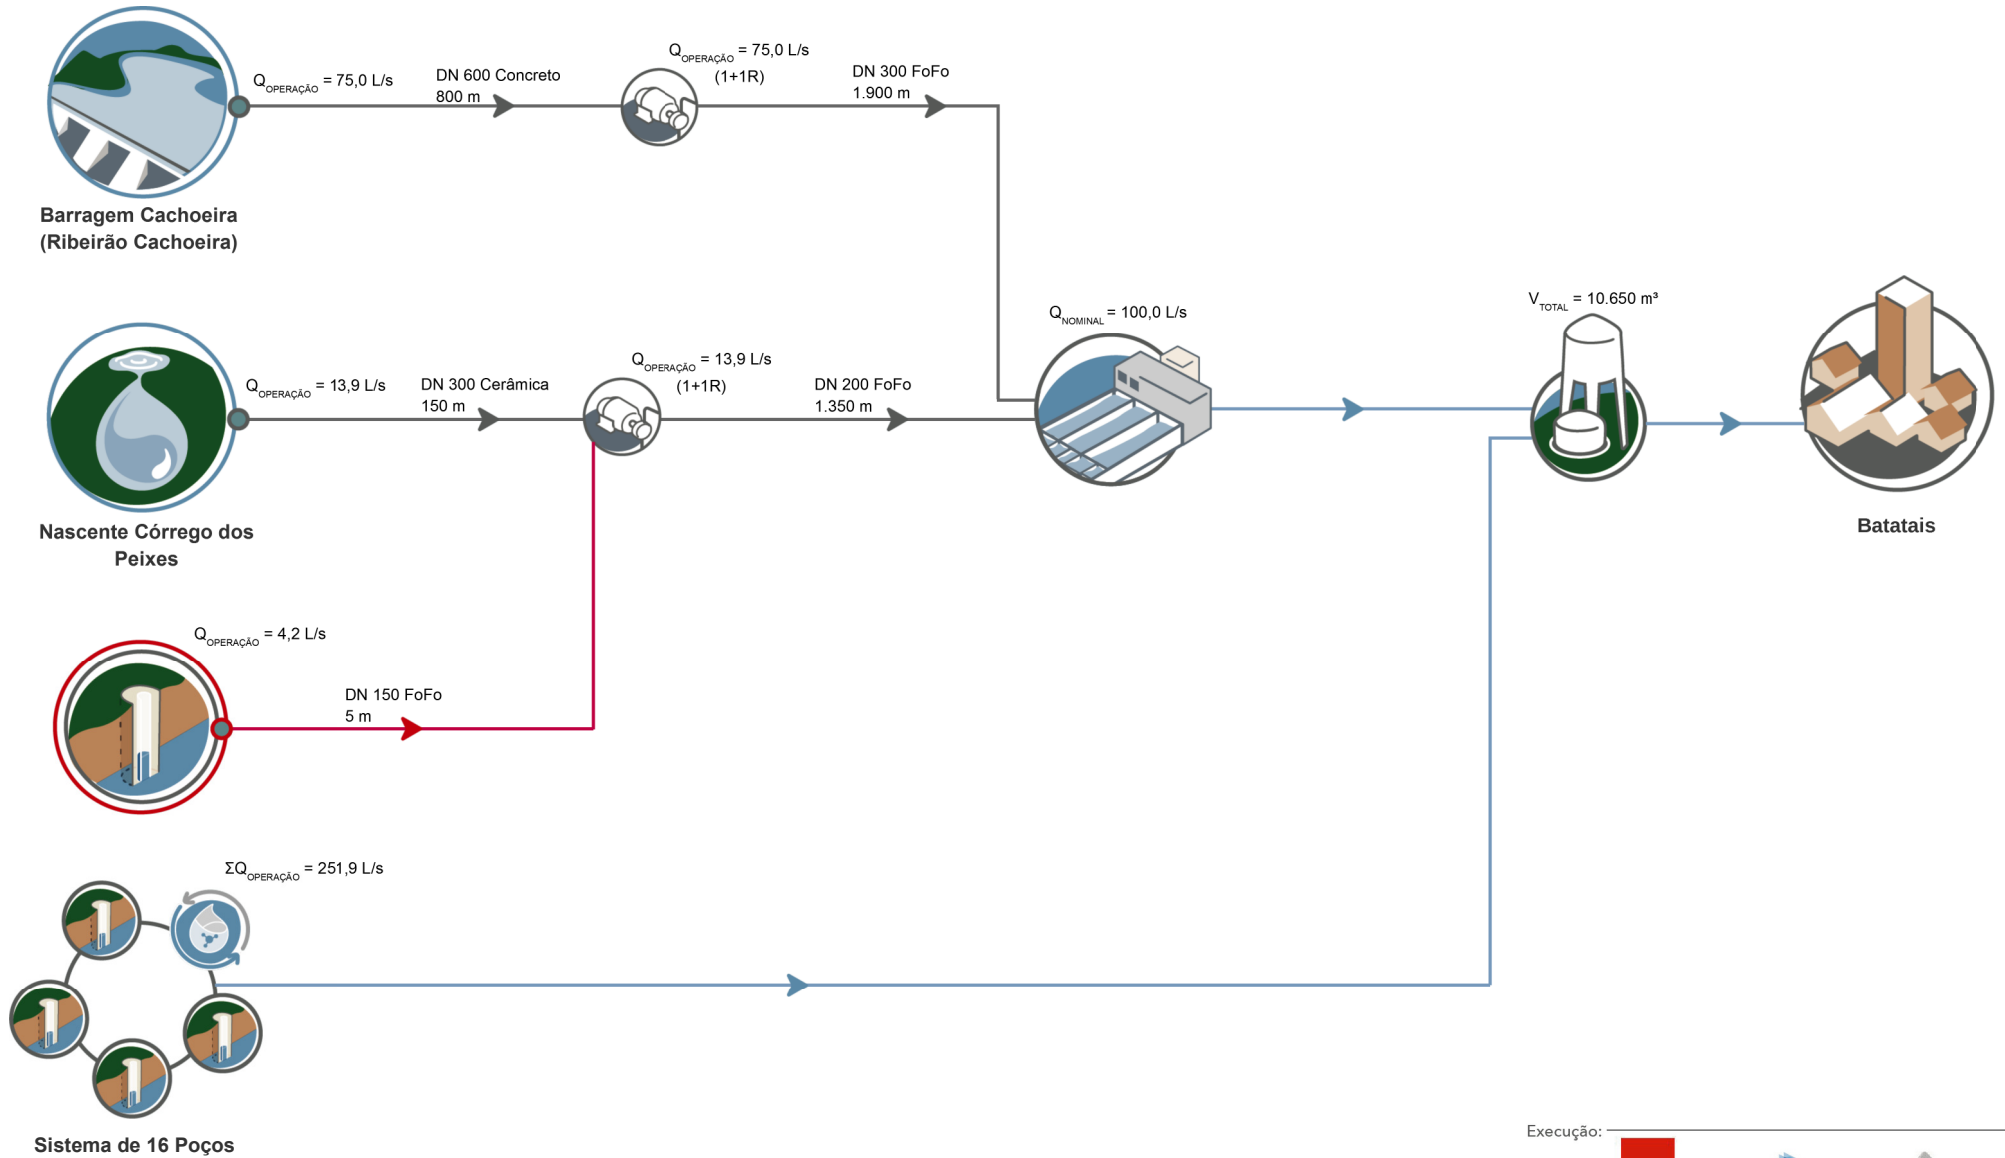 Q OPERAÇÃO = 75,0 L/s
DN 600 Concreto
800 m
Q OPERAÇÃO = 75,0 L/s
(1+1R)
DN 300 FoFo
1.900 m
Barragem Cachoeira
(Ribeirão Cachoeira)
Q OPERAÇÃO = 13,9 L/s
DN 300 Cerâmica
150 m
Q OPERAÇÃO = 13,9 L/s
(1+1R)
DN 200 FoFo
1.350 m
Q NOMINAL = 100,0 L/s
V TOTAL = 10.650 m³
Batatais
Nascente Córrego dos
Peixes
Q OPERAÇÃO = 4,2 L/s
DN 150 FoFo
5 m
ΣQ OPERAÇÃO = 251,9 L/s
Sistema de 16 Poços
Execução: